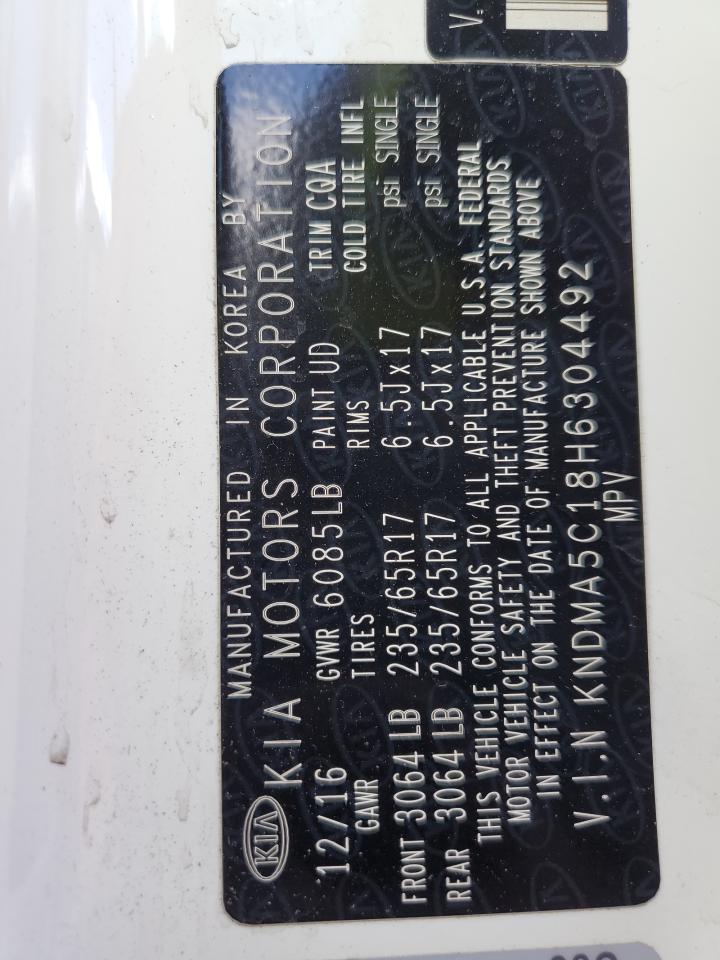 MANUFACTURED IN KOREA BY
KIA KIA MOTORS CORPORATION
12/16 GVWR 6085LB PAINT UD TRIM CQA
GAWR TIRES RIMS COLD TIRE INFL
FRONT 3064LB 235/65R17 6.5Jx17 psi SINGLE
REAR 3064LB 235/65R17 6.5Jx17 psi SINGLE
THIS VEHICLE CONFORMS TO ALL APPLICABLE U.S.A. FEDERAL
MOTOR VEHICLE SAFETY AND THEFT PREVENTION STANDARDS
IN EFFECT ON THE DATE OF MANUFACTURE SHOWN ABOVE
V.I.N KNDMA5C18H6304492
MPV